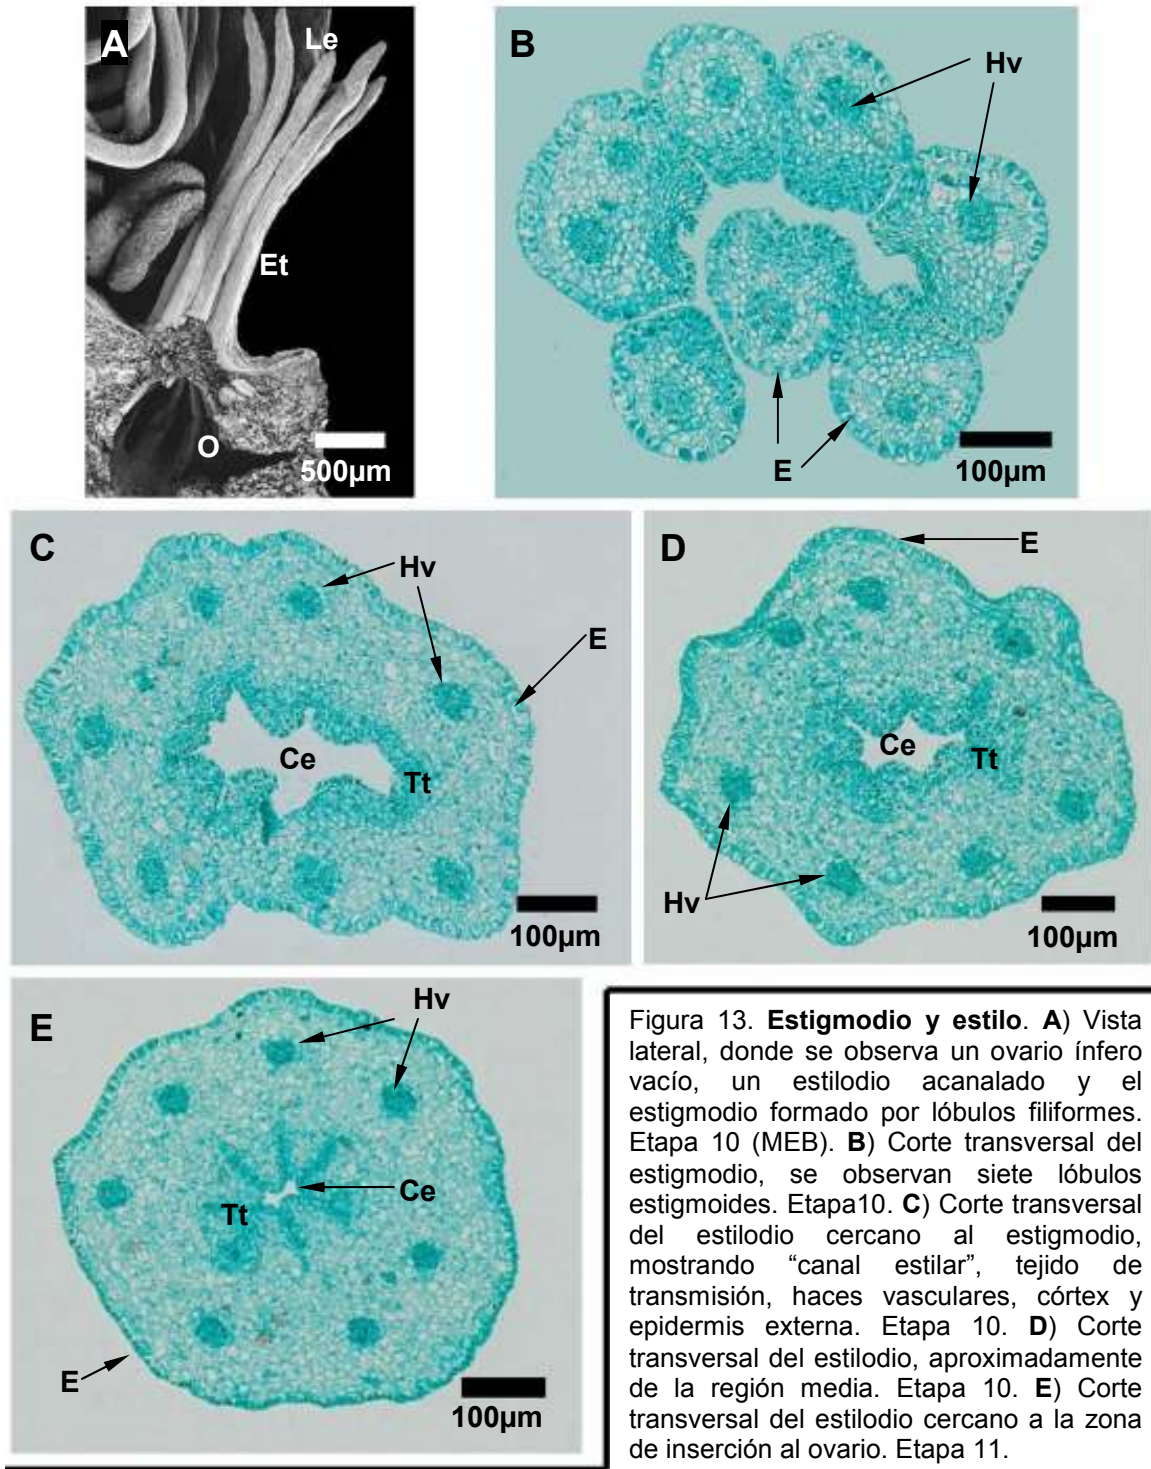 A
Le
Et
O
500µm
B
Hv
E
100µm
C
Hv
E
Ce
Tt
100µm
D
E
Ce
Tt
Hv
100µm
E
Hv
Ce
Tt
E
100µm
Figura 13. Estigmodio y estilo. A) Vista
lateral, donde se observa un ovario ínfero
vacío, un estilodio acanalado y el
estigmodio formado por lóbulos filiformes.
Etapa 10 (MEB). B) Corte transversal del
estigmodio, se observan siete lóbulos
estigmoides. Etapa10. C) Corte transversal
del estilodio cercano al estigmodio,
mostrando “canal estilar”, tejido de
transmisión, haces vasculares, córtex y
epidermis externa. Etapa 10. D) Corte
transversal del estilodio, aproximadamente
de la región media. Etapa 10. E) Corte
transversal del estilodio cercano a la zona
de inserción al ovario. Etapa 11.